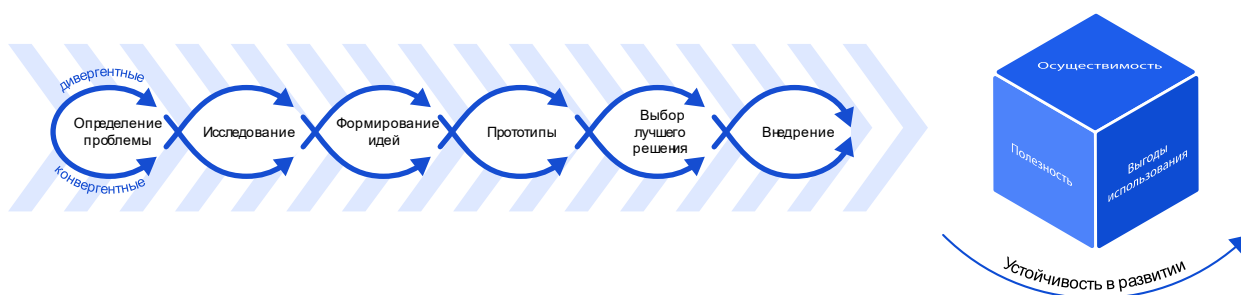 дивергентные
Определение
проблемы
конвергентные
Исследование
Формирование
идей
Прототипы
Выбор
лучшего
решения
Внедрение
Осуществимость
Полезность
Выгоды
использования
Устойчивость в развитии